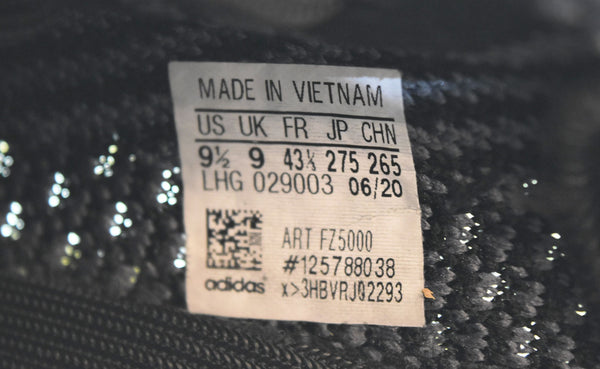 MADE IN VIETNAM
US UK FR JP CHN
9½ 9 43⅓ 275 265
LHG 029003 06/20
ART FZ5000
#125788038
adidas x>3HBVRJQ2293